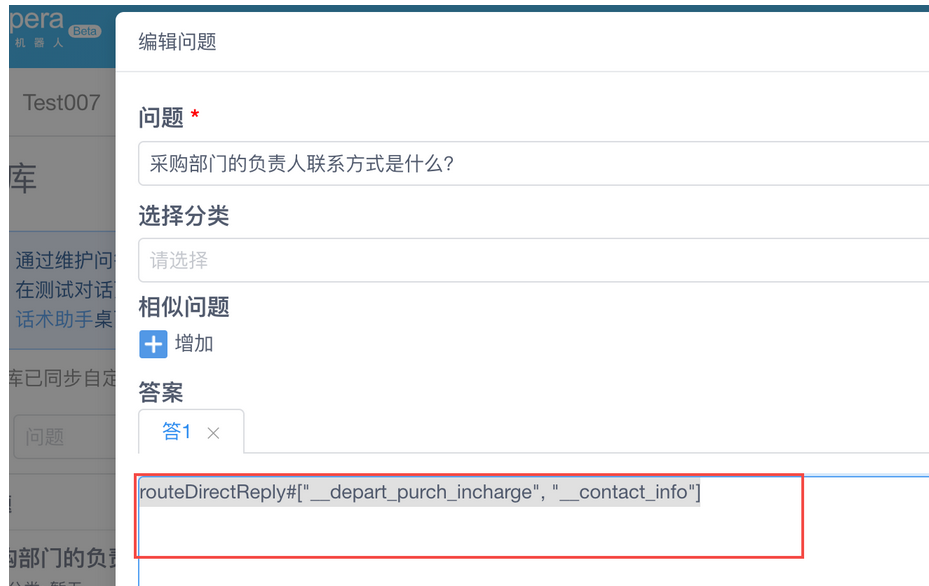 pera Beta
机器人
Test007
库
通过维护问
在测试对话
话术助手桌
库已同步自定
问题
购部门的负责
分类 暂无
编辑问题
问题 *
采购部门的负责人联系方式是什么?
选择分类
请选择
相似问题
增加
答案
答1
routeDirectReply#["__depart_purch_incharge", "__contact_info"]